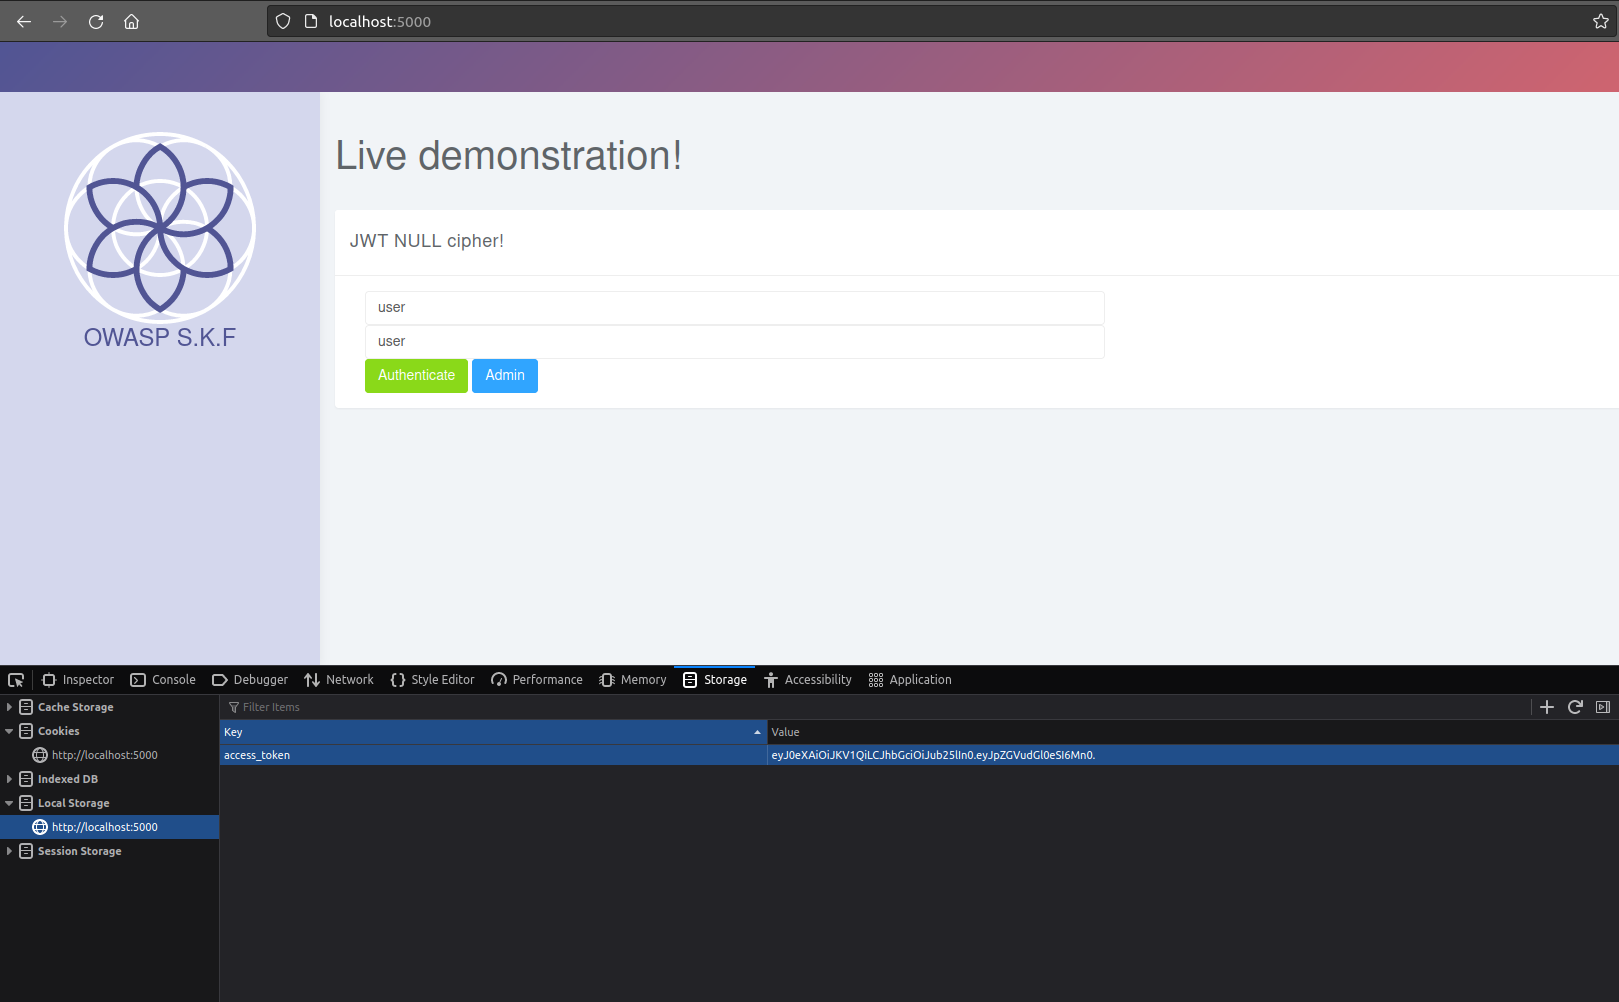 localhost:5000
OWASP S.K.F
Live demonstration!
JWT NULL cipher!
user
user
Authenticate Admin
Inspector Console Debugger Network Style Editor Performance Memory Storage Accessibility Application
Cache Storage
Cookies
http://localhost:5000
Indexed DB
Local Storage
http://localhost:5000
Session Storage
Filter Items
Key Value
access_token eyJ0eXAiOiJKV1QiLCJhbGciOiJub25lIn0.eyJpZGVudGl0eSI6Mn0.